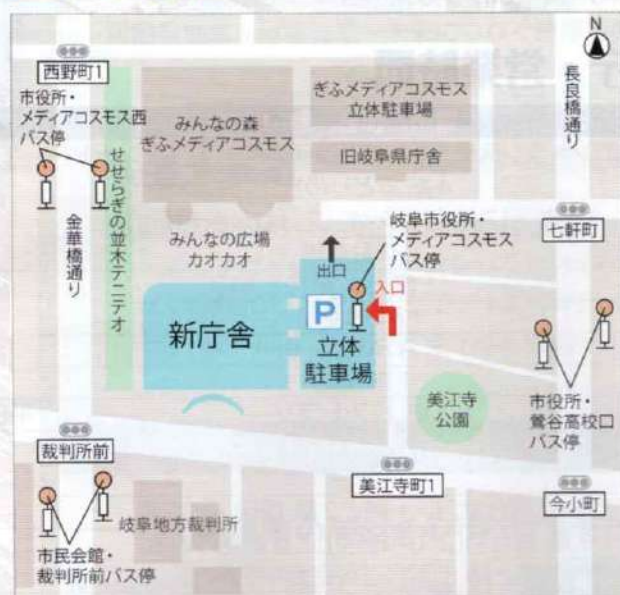 N
西野町1
市役所・
メディアコスモス西
バス停
金華橋通り
せせらぎの並木テニテオ
みんなの森
ぎふメディアコスモス
ぎふメディアコスモス
立体駐車場
旧岐阜県庁舎
長良橋通り
七軒町
みんなの広場
カオカオ
岐阜市役所・
メディアコスモス
バス停
出口
入口
P
新庁舎
立体
駐車場
美江寺
公園
市役所・
鶯谷高校口
バス停
裁判所前
美江寺町1
今小町
岐阜地方裁判所
市民会館・
裁判所前バス停